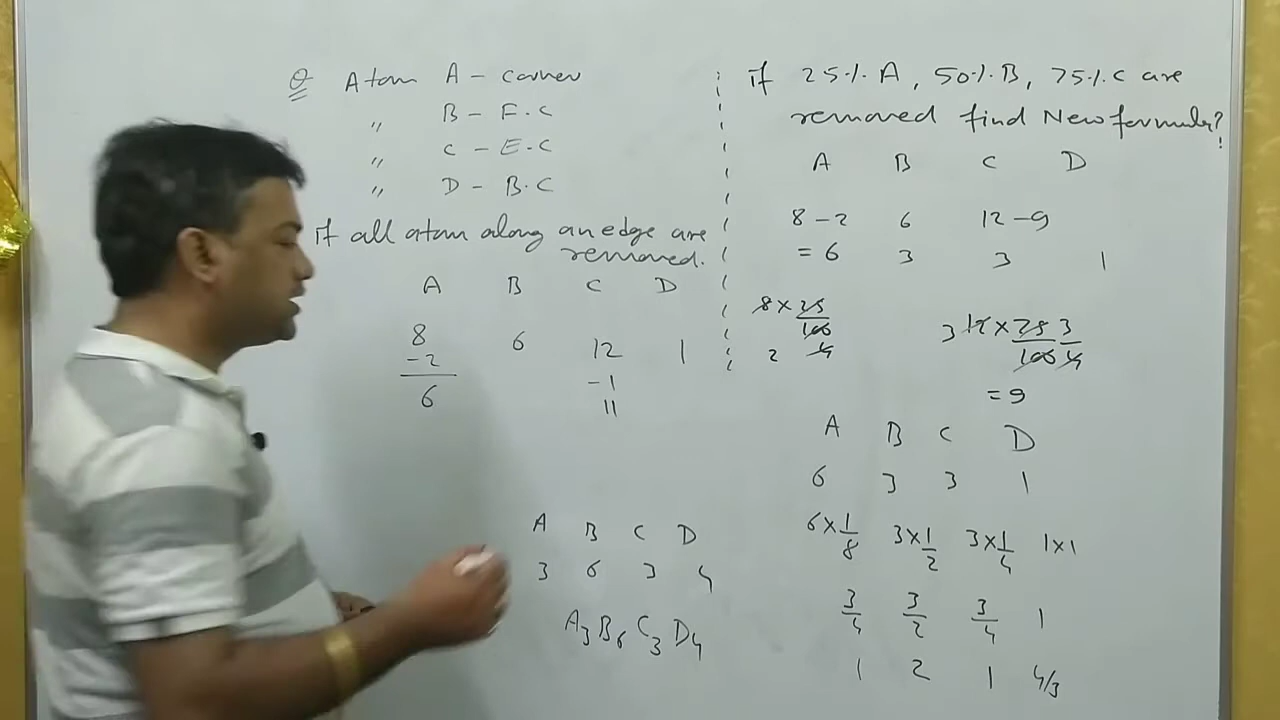 Q Atom A - corner
" B - F.C
" C - E.C
" D - B.C
if all atom along an edge are
removed.
A B C D
8 6 12 1
-2 -1
6 11
A B C D
3 6 3 4
A₃B₆C₃D₄
if 25% A, 50% B, 75% C are
removed find New formula?
A B C D
8-2 6 12-9
= 6 3 3 1
8×25/100 3 12×75/100 3/4
2 4
= 9
A B C D
6 3 3 1
6×1/8 3×1/2 3×1/4 1×1
3/4 3/2 3/4 1
1 2 1 4/3